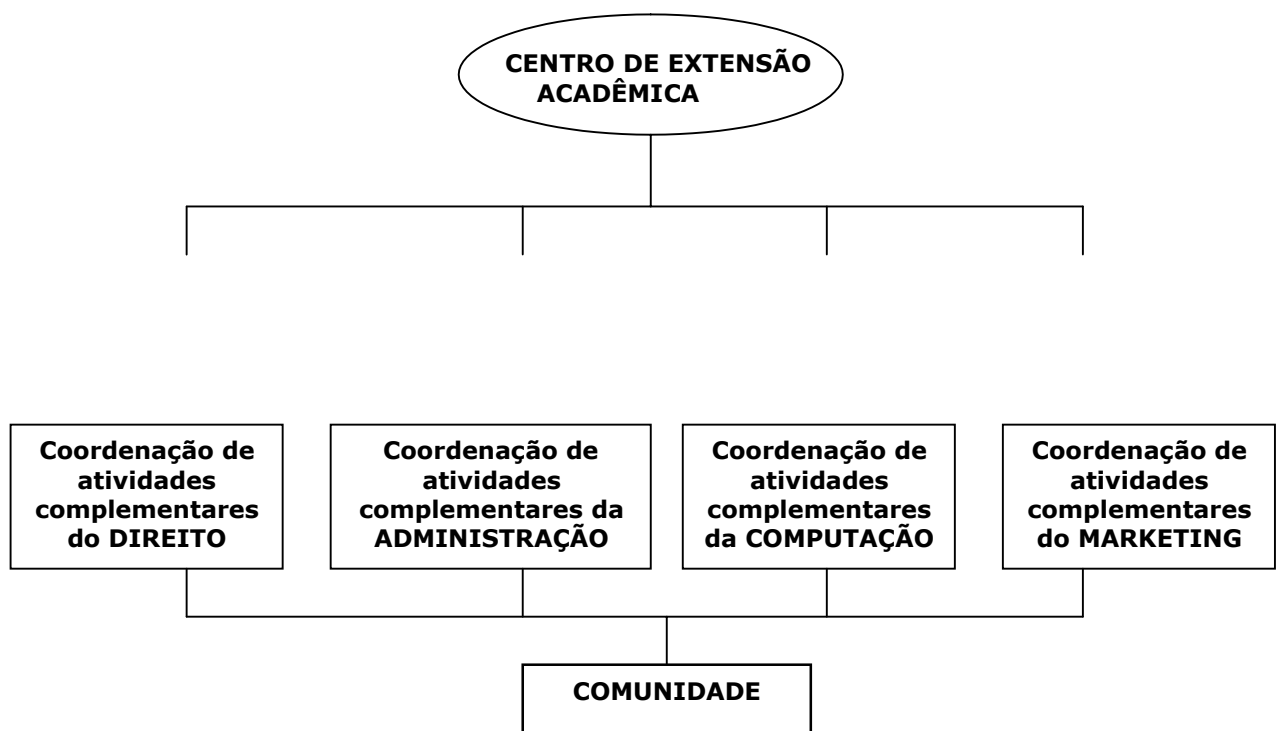 CENTRO DE EXTENSÃO
ACADÊMICA
Coordenação de
atividades
complementares
do DIREITO
Coordenação de
atividades
complementares da
ADMINISTRAÇÃO
Coordenação de
atividades
complementares
da COMPUTAÇÃO
Coordenação de
atividades
complementares
do MARKETING
COMUNIDADE